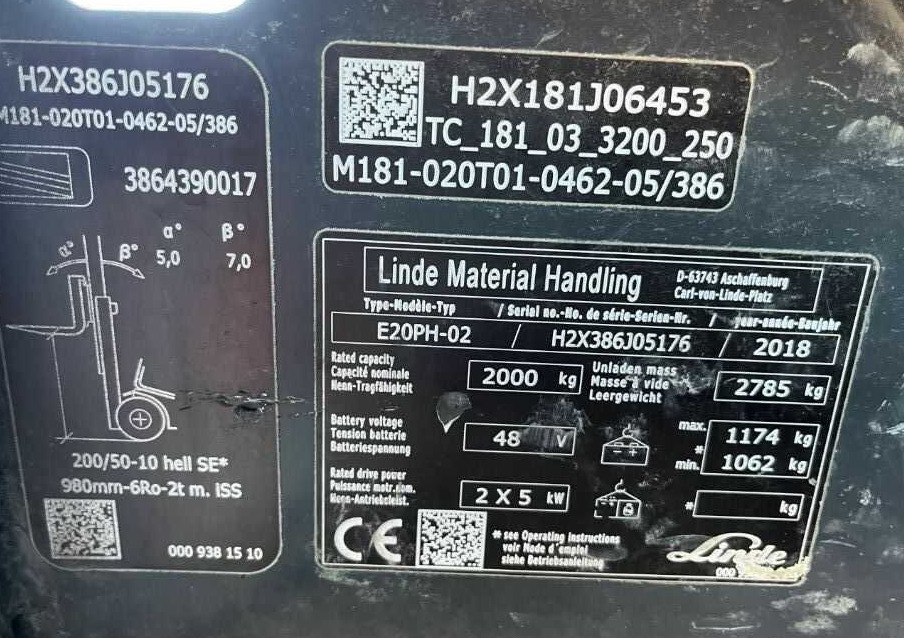 H2X386J05176
M181-020T01-0462-05/386
3864390017
α° β°
α° β° 5,0 7,0
200/50-10 hell SE*
980mm-6Ro-2t m. iSS
000 938 15 10
H2X181J06453
TC_181_03_3200_250
M181-020T01-0462-05/386
Linde Material Handling
D-63743 Aschaffenburg
Carl-von-Linde-Platz
Type-Modèle-Typ / Serial no.-No. de série-Serien-Nr. / year-année-Baujahr
E20PH-02 / H2X386J05176 / 2018
Rated capacity
Capacité nominale
Nenn-Tragfähigkeit
2000 kg
Unladen mass
Masse à vide
Leergewicht
2785 kg
Battery voltage
Tension batterie
Batteriespannung
48 V
max. 1174 kg
*
min. 1062 kg
Rated drive power
Puissance motr.nom.
Nenn-Antriebsleist.
2 X 5 kW
* kg
CE
* see Operating instructions
voir Mode d'emploi
siehe Betriebsanleitung
Linde
000